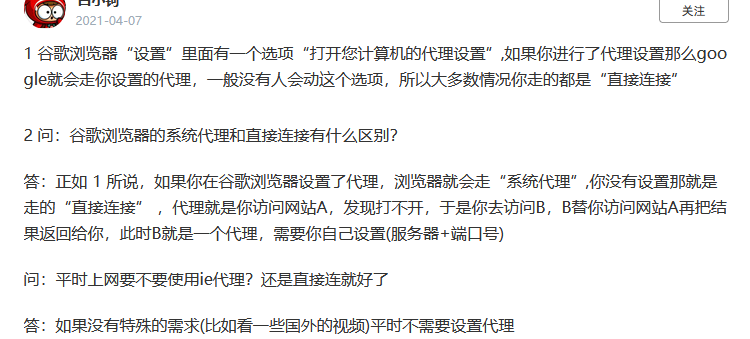 2021-04-07
关注
1 谷歌浏览器“设置”里面有一个选项“打开您计算机的代理设置”,如果你进行了代理设置那么goo
gle就会走你设置的代理，一般没有人会动这个选项，所以大多数情况你走的都是“直接连接”
2 问：谷歌浏览器的系统代理和直接连接有什么区别？
答：正如 1 所说，如果你在谷歌浏览器设置了代理，浏览器就会走“系统代理”,你没有设置那就是
走的“直接连接” ，代理就是你访问网站A，发现打不开，于是你去访问B，B替你访问网站A再把结
果返回给你，此时B就是一个代理，需要你自己设置(服务器+端口号)
问：平时上网要不要使用ie代理？还是直接连就好了
答：如果没有特殊的需求(比如看一些国外的视频)平时不需要设置代理